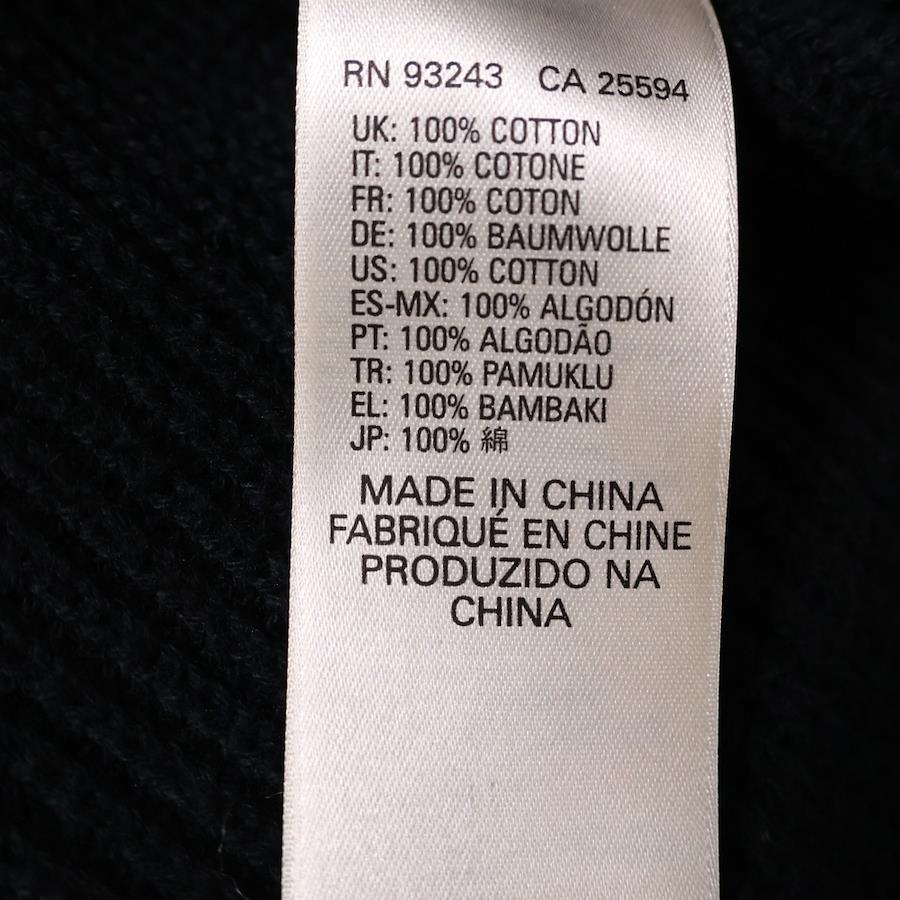 RN 93243 CA 25594
UK: 100% COTTON
IT: 100% COTONE
FR: 100% COTON
DE: 100% BAUMWOLLE
US: 100% COTTON
ES-MX: 100% ALGODÓN
PT: 100% ALGODÃO
TR: 100% PAMUKLU
EL: 100% BAMBAKI
JP: 100% 綿
MADE IN CHINA
FABRIQUÉ EN CHINE
PRODUZIDO NA
CHINA